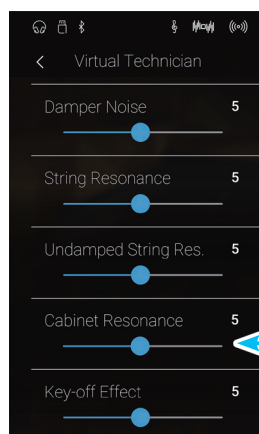 Virtual Technician
Damper Noise 5
String Resonance 5
Undamped String Res. 5
Cabinet Resonance 5
Key-off Effect 5